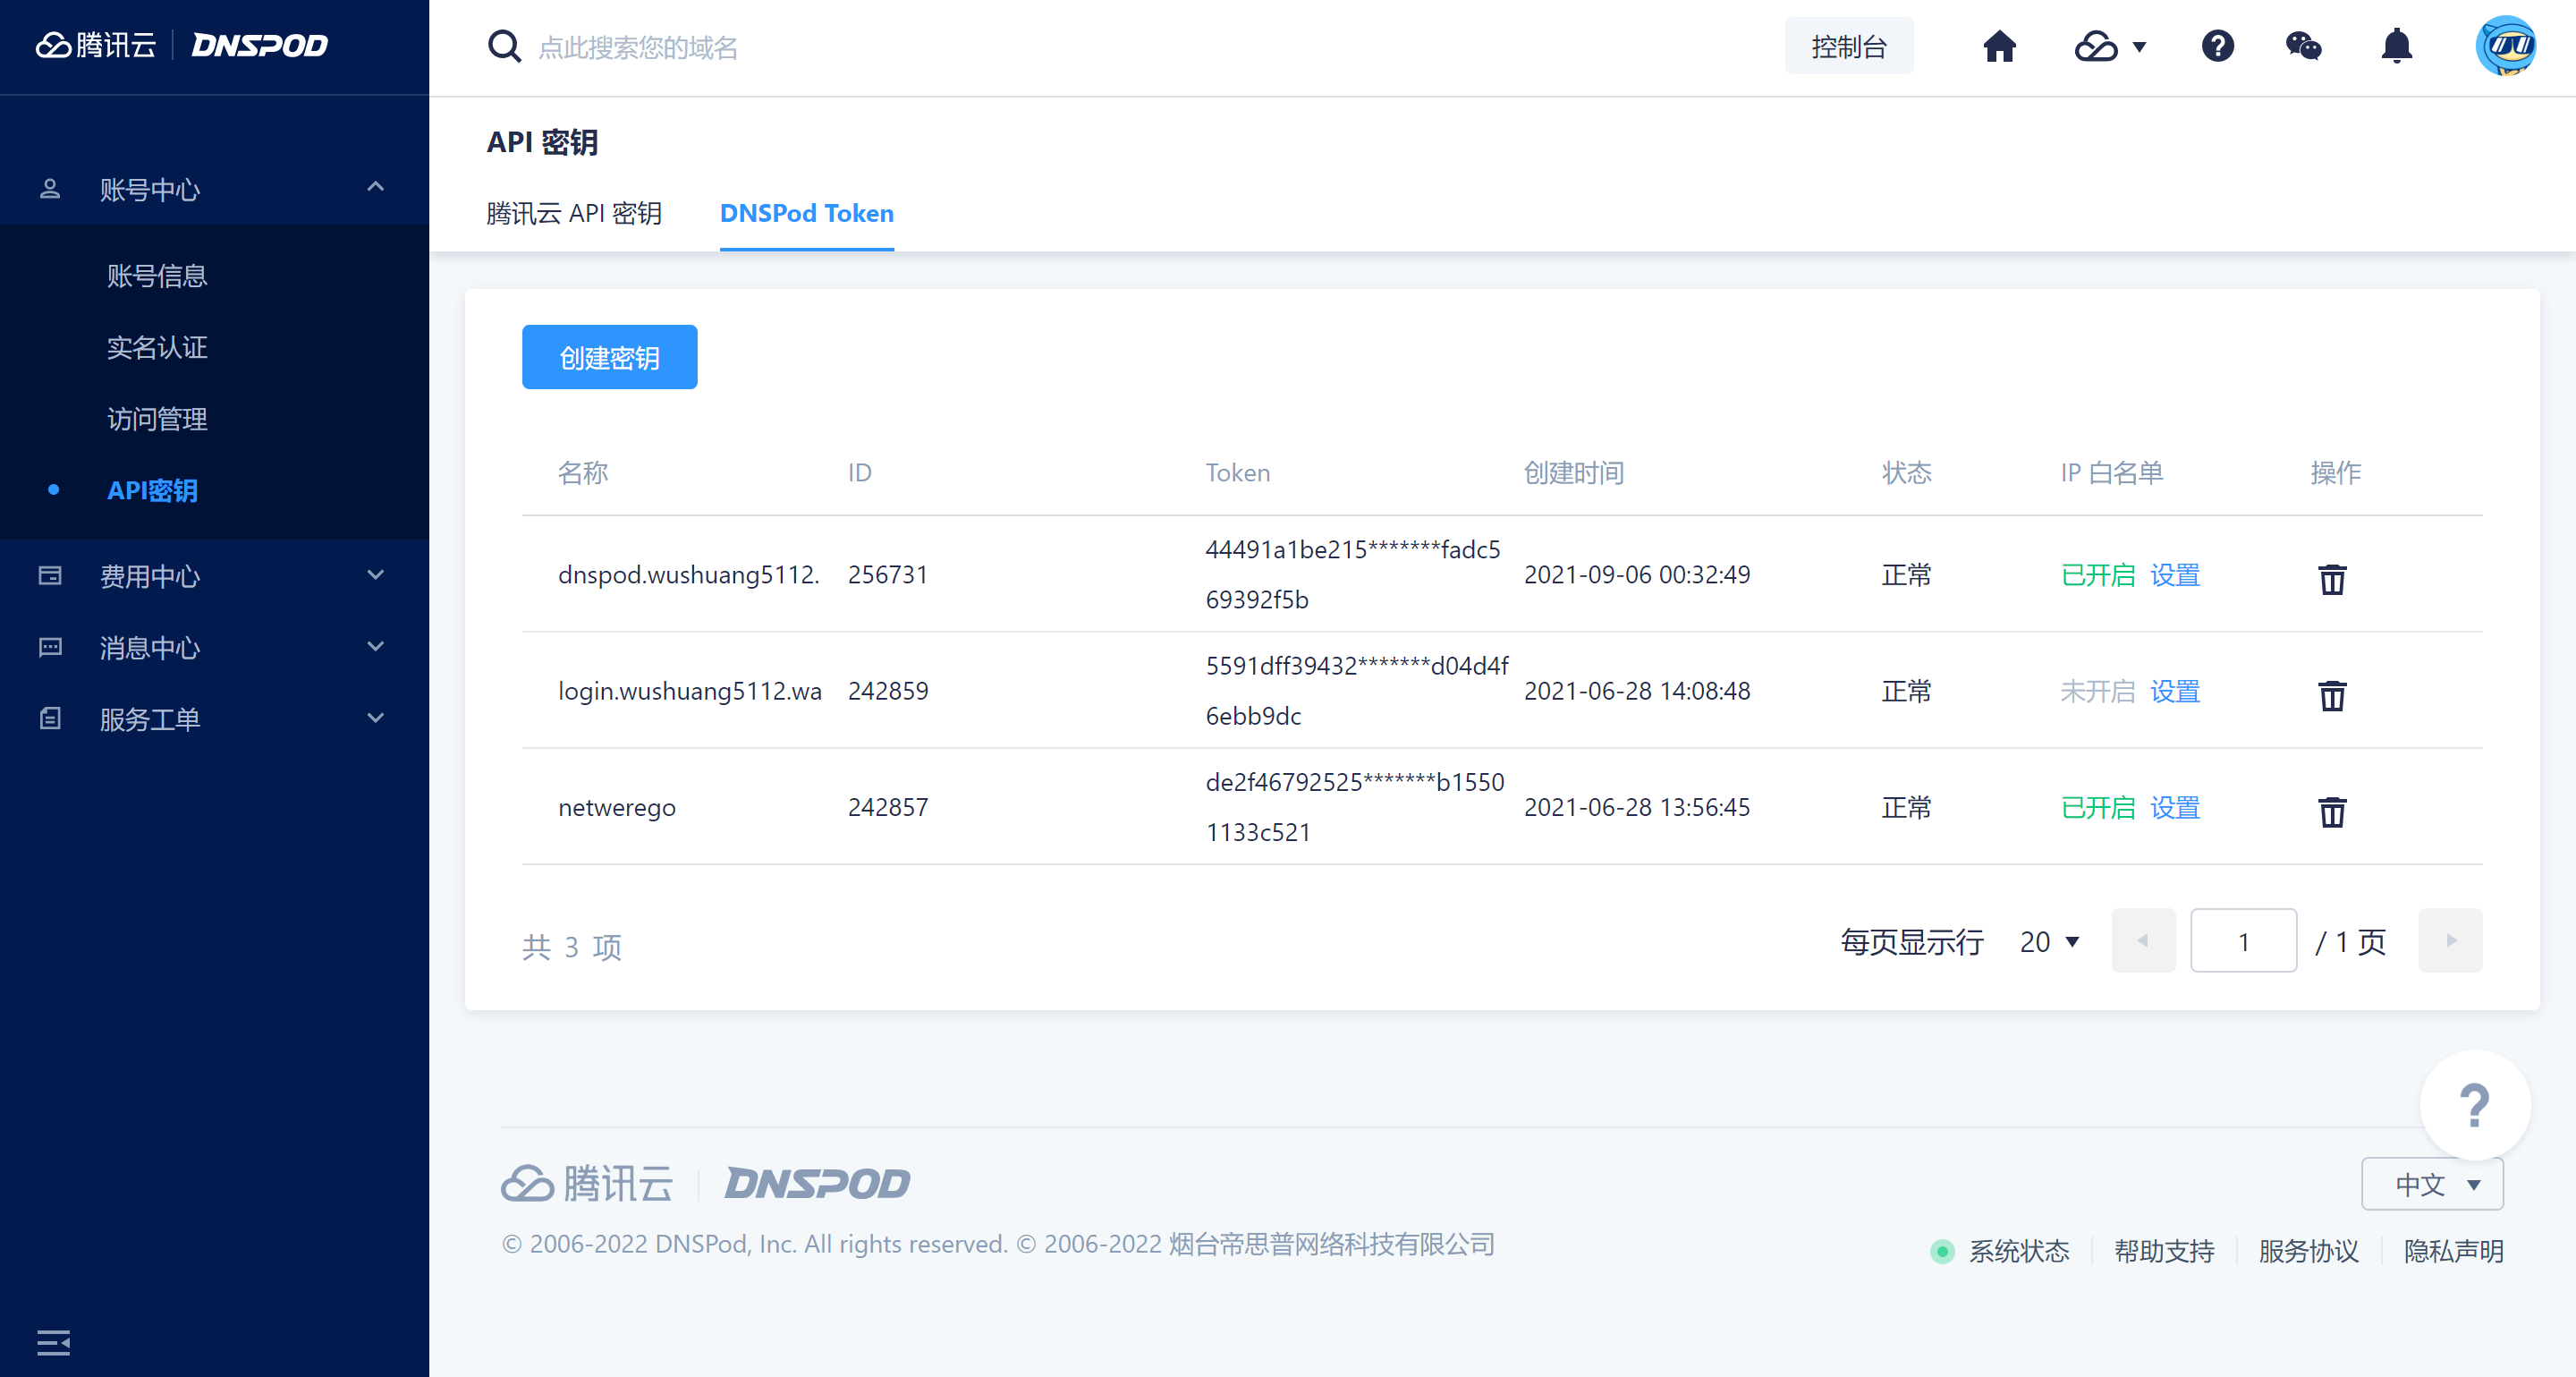 腾讯云 DNSPOD
点此搜索您的域名
控制台
API 密钥
腾讯云 API 密钥 DNSPod Token
账号中心
账号信息
实名认证
访问管理
API密钥
费用中心
消息中心
服务工单
创建密钥
名称 ID Token 创建时间 状态 IP 白名单 操作
dnspod.wushuang5112. 256731 44491a1be215*******fadc5 2021-09-06 00:32:49 正常 已开启 设置
69392f5b
login.wushuang5112.wa 242859 5591dff39432*******d04d4f 2021-06-28 14:08:48 正常 未开启 设置
6ebb9dc
netwerego 242857 de2f46792525*******b1550 2021-06-28 13:56:45 正常 已开启 设置
1133c521
共 3 项
每页显示行 20 1 / 1 页
?
腾讯云 DNSPOD
中文
© 2006-2022 DNSPod, Inc. All rights reserved. © 2006-2022 烟台帝思普网络科技有限公司
系统状态 帮助支持 服务协议 隐私声明